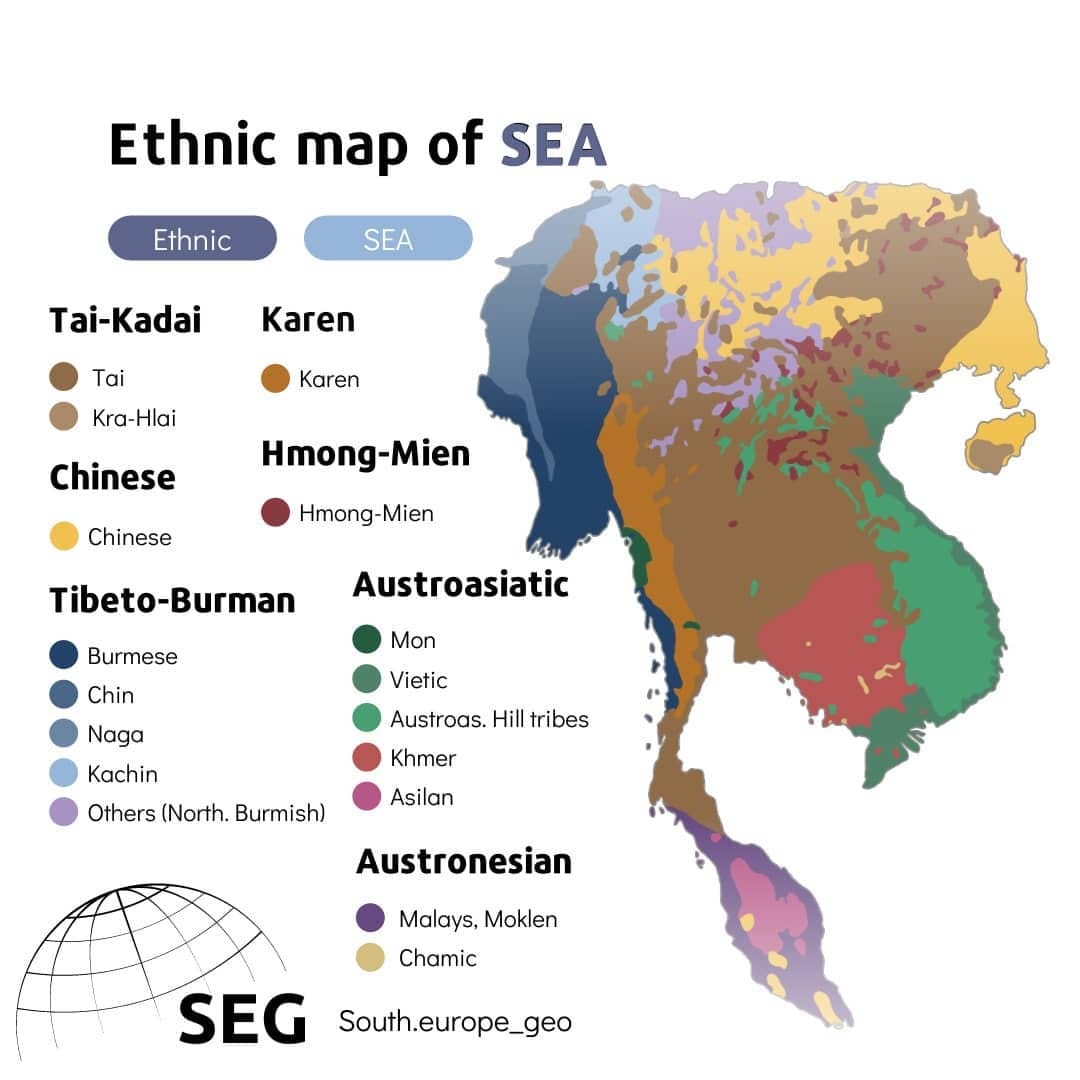 Ethnic map of SEA
Ethnic
SEA
Tai-Kadai
Tai
Kra-Hlai
Chinese
Chinese
Tibeto-Burman
Burmese
Chin
Naga
Kachin
Others (North. Burmish)
Karen
Karen
Hmong-Mien
Hmong-Mien
Austroasiatic
Mon
Vietic
Austroas. Hill tribes
Khmer
Asilan
Austronesian
Malays, Moklen
Chamic
SEG
South.europe_geo